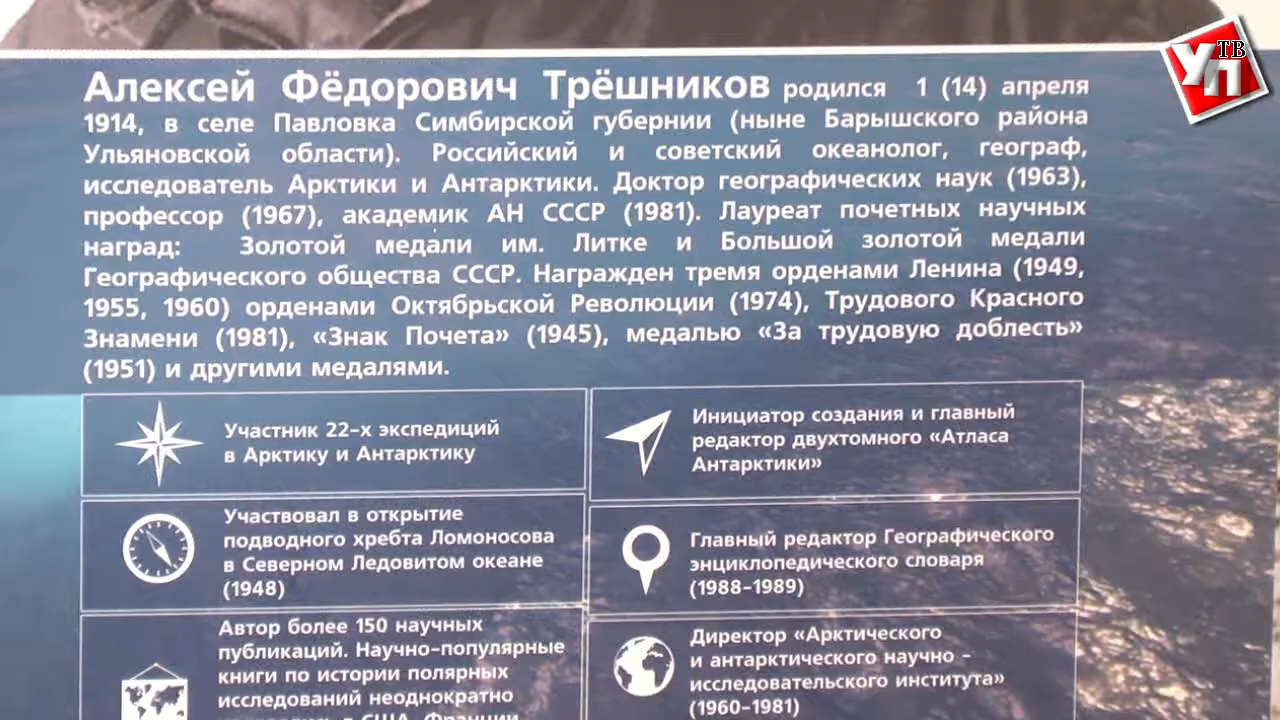 УП ТВ
Алексей Фёдорович Трёшников родился 1 (14) апреля
1914, в селе Павловка Симбирской губернии (ныне Барышского района
Ульяновской области). Российский и советский океанолог, географ,
исследователь Арктики и Антарктики. Доктор географических наук (1963),
профессор (1967), академик АН СССР (1981). Лауреат почетных научных
наград: Золотой медали им. Литке и Большой золотой медали
Географического общества СССР. Награжден тремя орденами Ленина (1949,
1955, 1960) орденами Октябрьской Революции (1974), Трудового Красного
Знамени (1981), «Знак Почета» (1945), медалью «За трудовую доблесть»
(1951) и другими медалями.
Участник 22-х экспедиций
в Арктику и Антарктику
Инициатор создания и главный
редактор двухтомного «Атласа
Антарктики»
Участвовал в открытие
подводного хребта Ломоносова
в Северном Ледовитом океане
(1948)
Главный редактор Географического
энциклопедического словаря
(1988-1989)
Автор более 150 научных
публикаций. Научно-популярные
книги по истории полярных
исследований неоднократно
в США, Франции
Директор «Арктического
и антарктического научно -
исследовательского института»
(1960-1981)